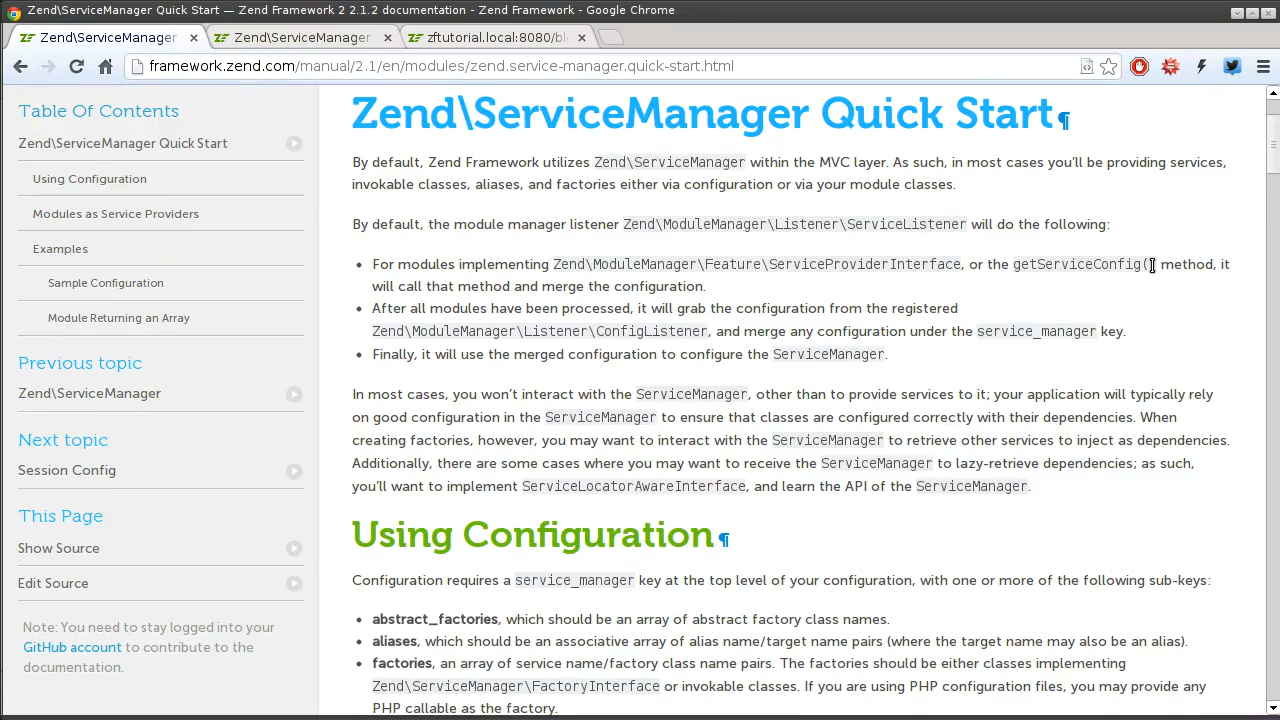 Zend\ServiceManager Quick Start — Zend Framework 2 2.1.2 documentation - Zend Framework - Google Chrome
Zend\ServiceManager × Zend\ServiceManager × zftutorial.local:8080/bl ×
framework.zend.com/manual/2.1/en/modules/zend.service-manager.quick-start.html
Table Of Contents
Zend\ServiceManager Quick Start
Using Configuration
Modules as Service Providers
Examples
Sample Configuration
Module Returning an Array
Previous topic
Zend\ServiceManager
Next topic
Session Config
This Page
Show Source
Edit Source
Note: You need to stay logged into your
GitHub account to contribute to the
documentation.
Zend\ServiceManager Quick Start¶
By default, Zend Framework utilizes Zend\ServiceManager within the MVC layer. As such, in most cases you’ll be providing services,
invokable classes, aliases, and factories either via configuration or via your module classes.
By default, the module manager listener Zend\ModuleManager\Listener\ServiceListener will do the following:
• For modules implementing Zend\ModuleManager\Feature\ServiceProviderInterface, or the getServiceConfig() method, it
will call that method and merge the configuration.
• After all modules have been processed, it will grab the configuration from the registered
Zend\ModuleManager\Listener\ConfigListener, and merge any configuration under the service_manager key.
• Finally, it will use the merged configuration to configure the ServiceManager.
In most cases, you won’t interact with the ServiceManager, other than to provide services to it; your application will typically rely
on good configuration in the ServiceManager to ensure that classes are configured correctly with their dependencies. When
creating factories, however, you may want to interact with the ServiceManager to retrieve other services to inject as dependencies.
Additionally, there are some cases where you may want to receive the ServiceManager to lazy-retrieve dependencies; as such,
you’ll want to implement ServiceLocatorAwareInterface, and learn the API of the ServiceManager.
Using Configuration¶
Configuration requires a service_manager key at the top level of your configuration, with one or more of the following sub-keys:
• abstract_factories, which should be an array of abstract factory class names.
• aliases, which should be an associative array of alias name/target name pairs (where the target name may also be an alias).
• factories, an array of service name/factory class name pairs. The factories should be either classes implementing
Zend\ServiceManager\FactoryInterface or invokable classes. If you are using PHP configuration files, you may provide any
PHP callable as the factory.